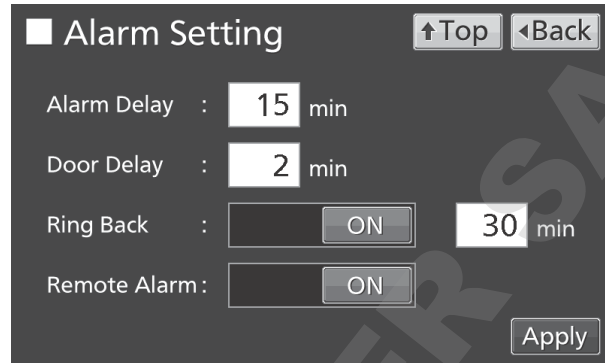 ■ Alarm Setting ↑Top ◂Back
Alarm Delay : 15 min
Door Delay : 2 min
Ring Back : ON 30 min
Remote Alarm : ON
Apply